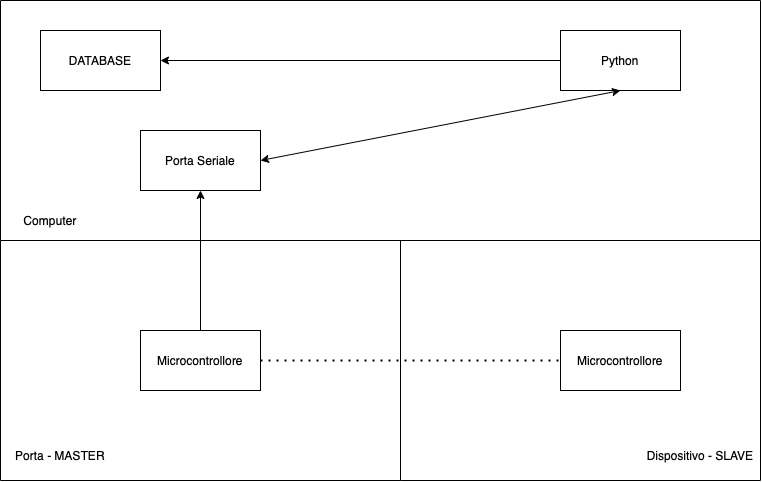 DATABASE
Python
Porta Seriale
Computer
Microcontrollore
Microcontrollore
Porta - MASTER
Dispositivo - SLAVE